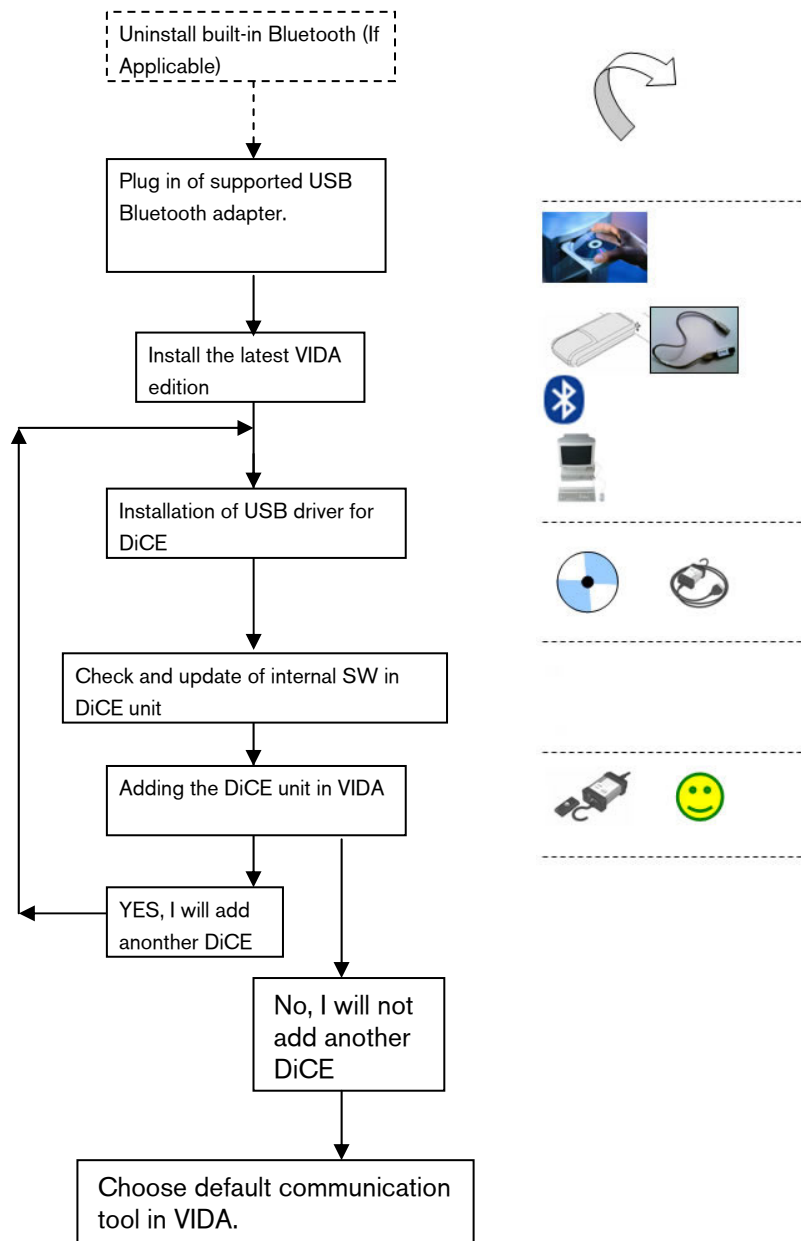 Uninstall built-in Bluetooth (If
Applicable)
Plug in of supported USB
Bluetooth adapter.
Install the latest VIDA
edition
Installation of USB driver for
DiCE
Check and update of internal SW in
DiCE unit
Adding the DiCE unit in VIDA
YES, I will add
anonther DiCE
No, I will not
add another
DiCE
Choose default communication
tool in VIDA.